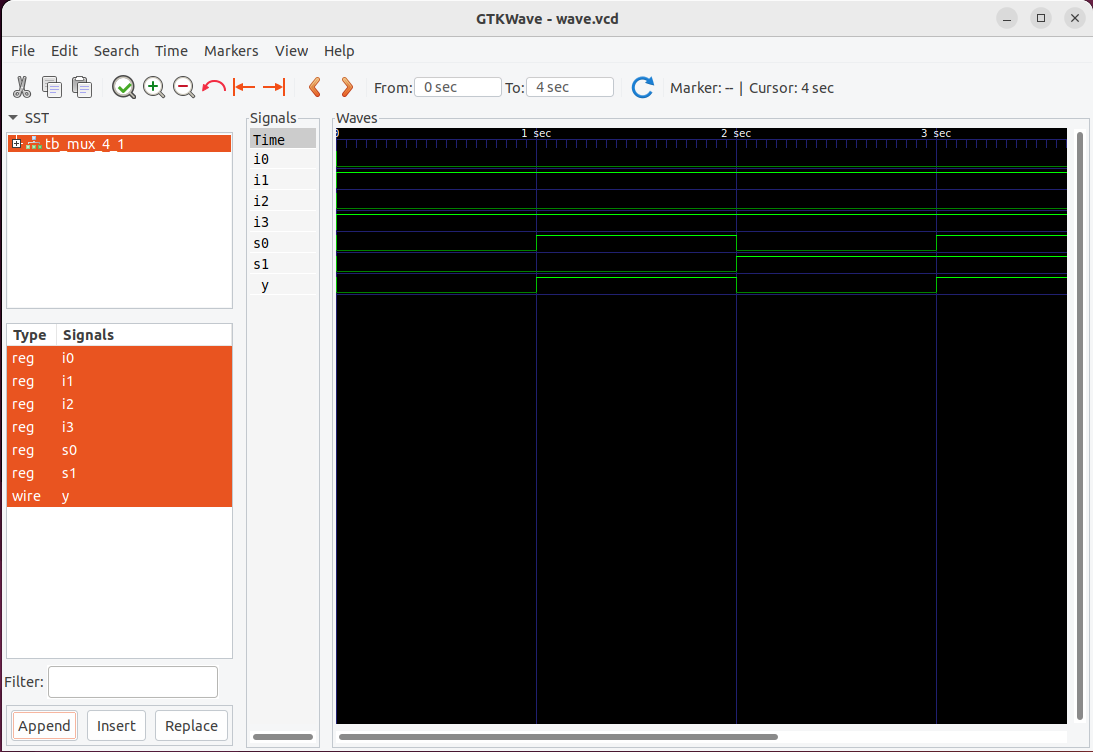 GTKWave - wave.vcd
File Edit Search Time Markers View Help
From: 0 sec To: 4 sec Marker: -- | Cursor: 4 sec
SST
tb_mux_4_1
Type Signals
reg i0
reg i1
reg i2
reg i3
reg s0
reg s1
wire y
Filter:
Append Insert Replace
Signals
Time
i0
i1
i2
i3
s0
s1
y
Waves
0 1 sec 2 sec 3 sec